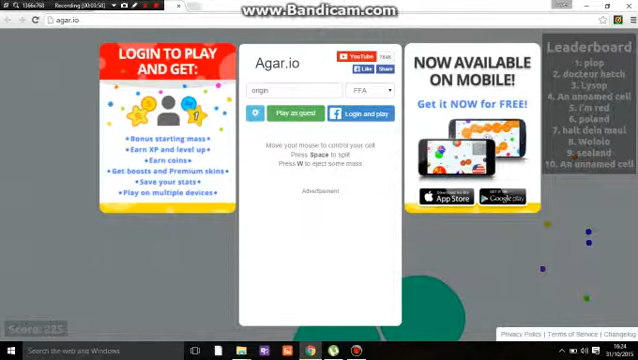 www.Bandicam.com
1366x768
Recording [00:03:58]
agar.io
LOGIN TO PLAY
AND GET:
Bonus starting mass
Earn XP and level up
Earn coins
Get boosts and Premium skins
Save your stats
Play on multiple devices
Agar.io
YouTube
Like
Share
origin
FFA
Play as guest
Login and play
Move your mouse to control your cell
Press Space to split
Press W to eject some mass
Advertisement
NOW AVAILABLE
ON MOBILE!
Get it NOW for FREE!
App Store
Google play
Leaderboard
1. plop
2. docteur hatch
3. Lysop
4. An unnamed cell
5. i'm red
6. poland
7. halt dein maul
8. Wololo
9. sealand
10. An unnamed cell
Score: 225
Privacy Policy | Terms of Service | Changelog
Search the web and Windows
16:24
31/10/2015